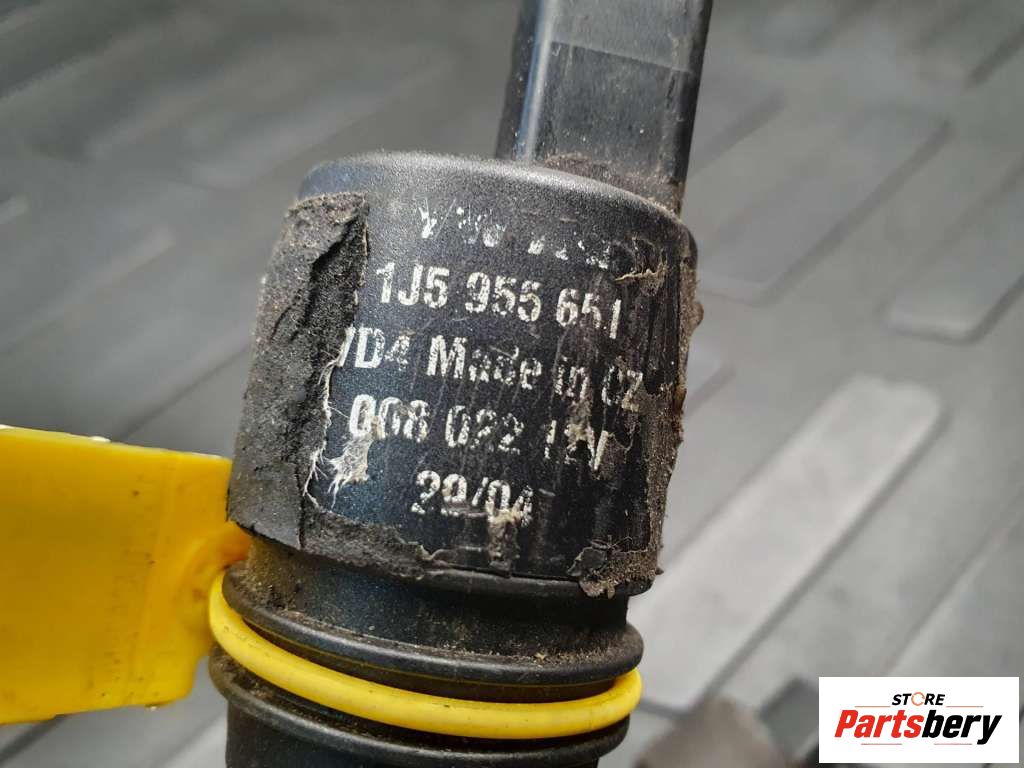 1J5 955 651
VD4 Made in CZ
008 022 12V
29/04
STORE
Partsbery